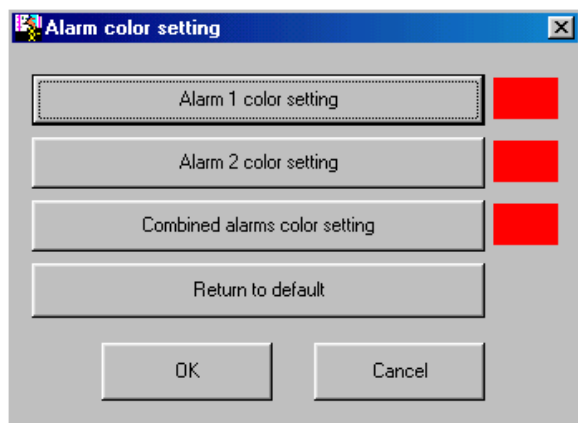 Alarm color setting
Alarm 1 color setting
Alarm 2 color setting
Combined alarms color setting
Return to default
OK
Cancel